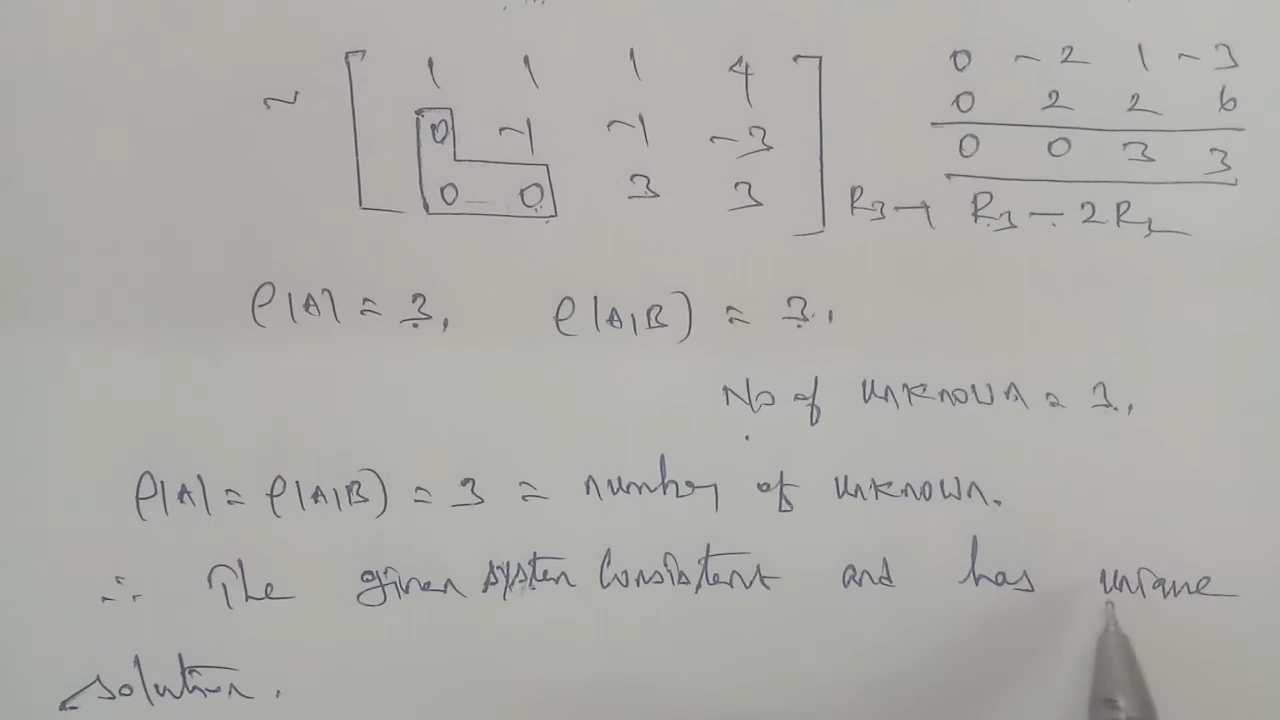 1 1 1 4 0 -2 1 -3
~ 0 -1 -1 -3 0 2 2 6
0 0 3 3 0 0 3 3
R3 → R3 - 2R2
ρ(A) = 3, ρ(A|B) = 3,
No of unknown = 3,
ρ(A) = ρ(A|B) = 3 = number of unknown.
∴ The given system consistent and has unique
solution.